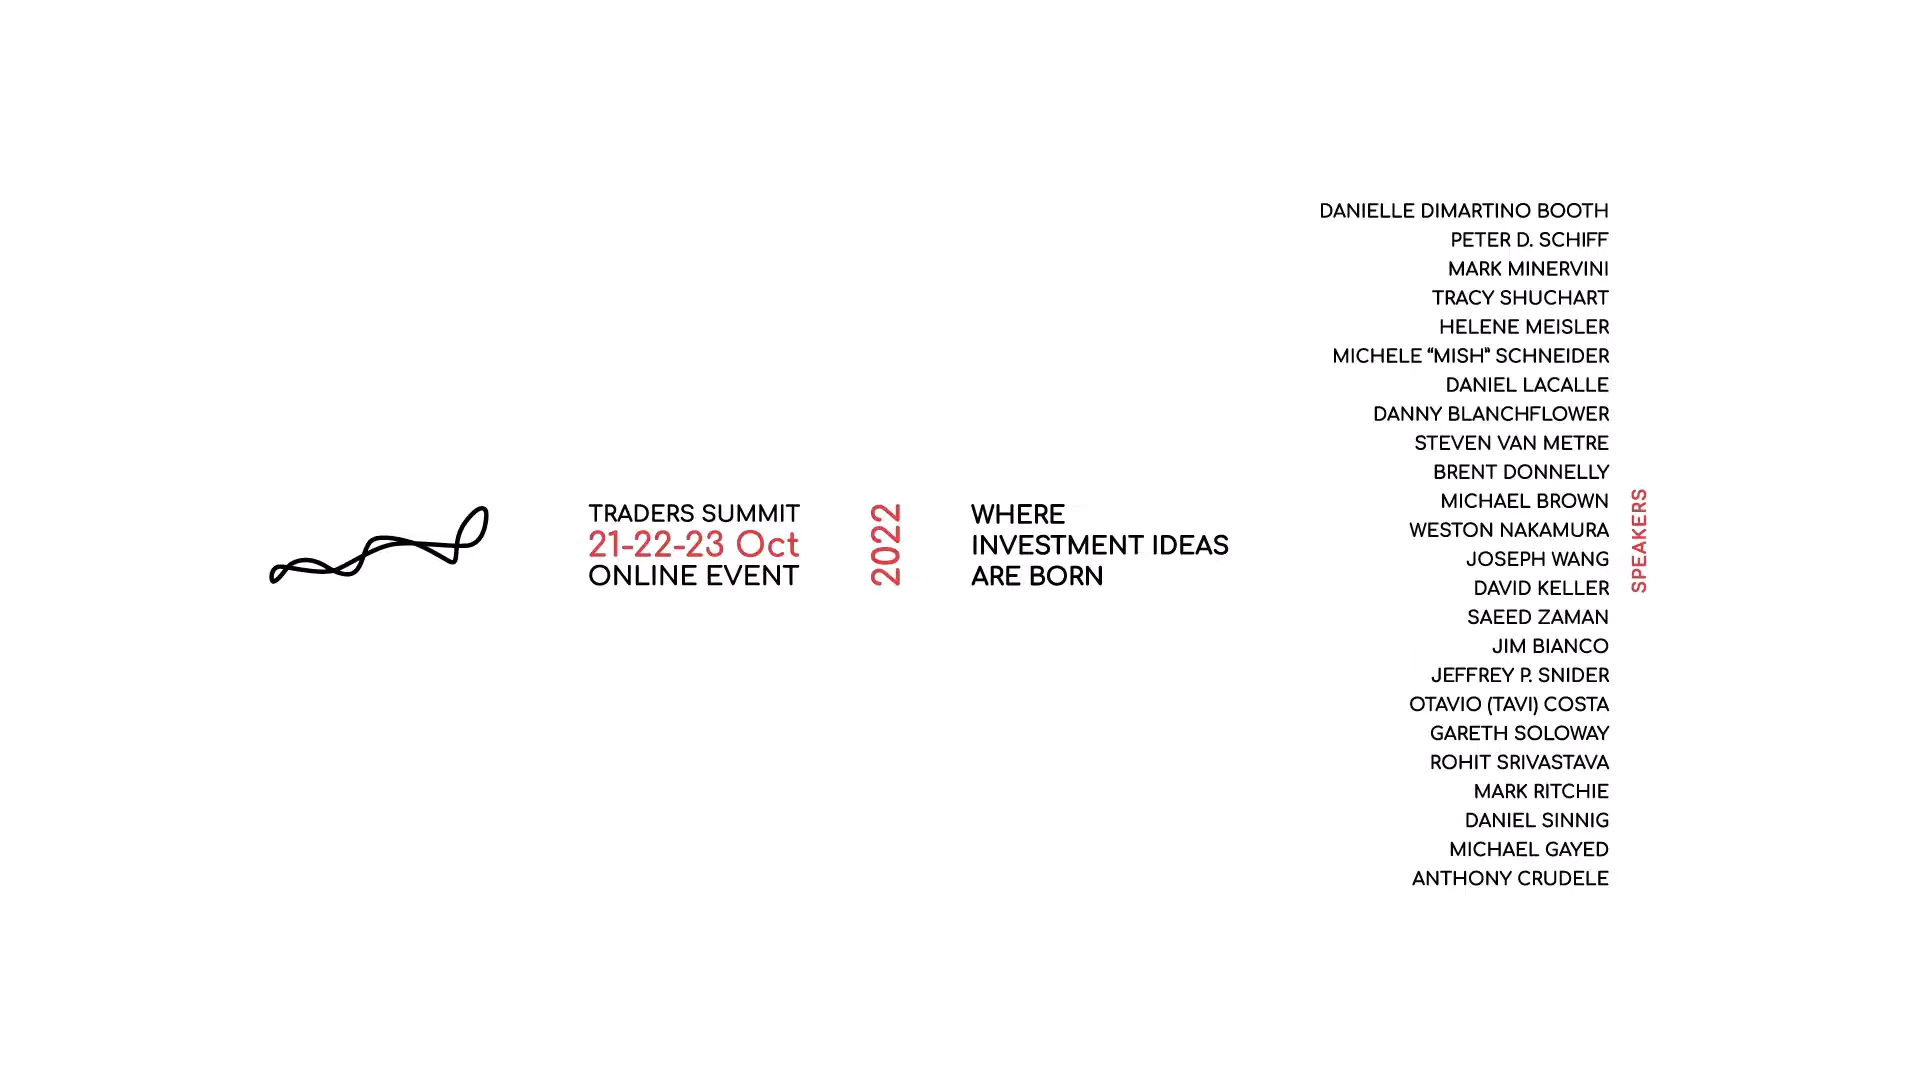 TRADERS SUMMIT
21-22-23 Oct
ONLINE EVENT
2022
WHERE
INVESTMENT IDEAS
ARE BORN
DANIELLE DIMARTINO BOOTH
PETER D. SCHIFF
MARK MINERVINI
TRACY SHUCHART
HELENE MEISLER
MICHELE “MISH” SCHNEIDER
DANIEL LACALLE
DANNY BLANCHFLOWER
STEVEN VAN METRE
BRENT DONNELLY
MICHAEL BROWN
WESTON NAKAMURA
JOSEPH WANG
DAVID KELLER
SAEED ZAMAN
JIM BIANCO
JEFFREY P. SNIDER
OTAVIO (TAVI) COSTA
GARETH SOLOWAY
ROHIT SRIVASTAVA
MARK RITCHIE
DANIEL SINNIG
MICHAEL GAYED
ANTHONY CRUDELE
SPEAKERS